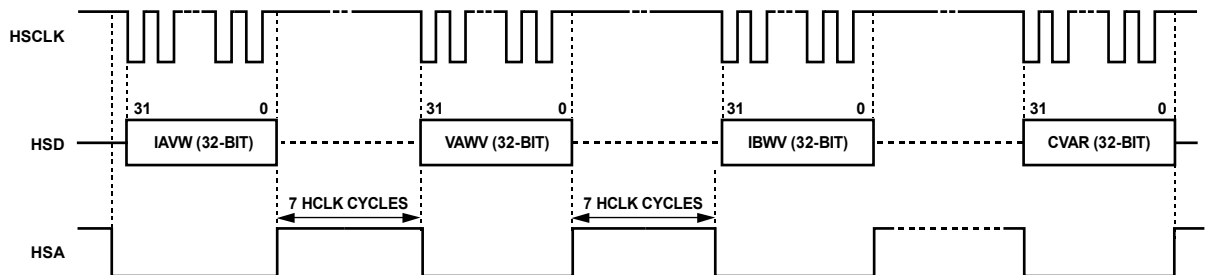 HSCLK
31 0 31 0 31 0 31 0
HSD IAVW (32-BIT) VAWV (32-BIT) IBWV (32-BIT) CVAR (32-BIT)
7 HCLK CYCLES 7 HCLK CYCLES
HSA